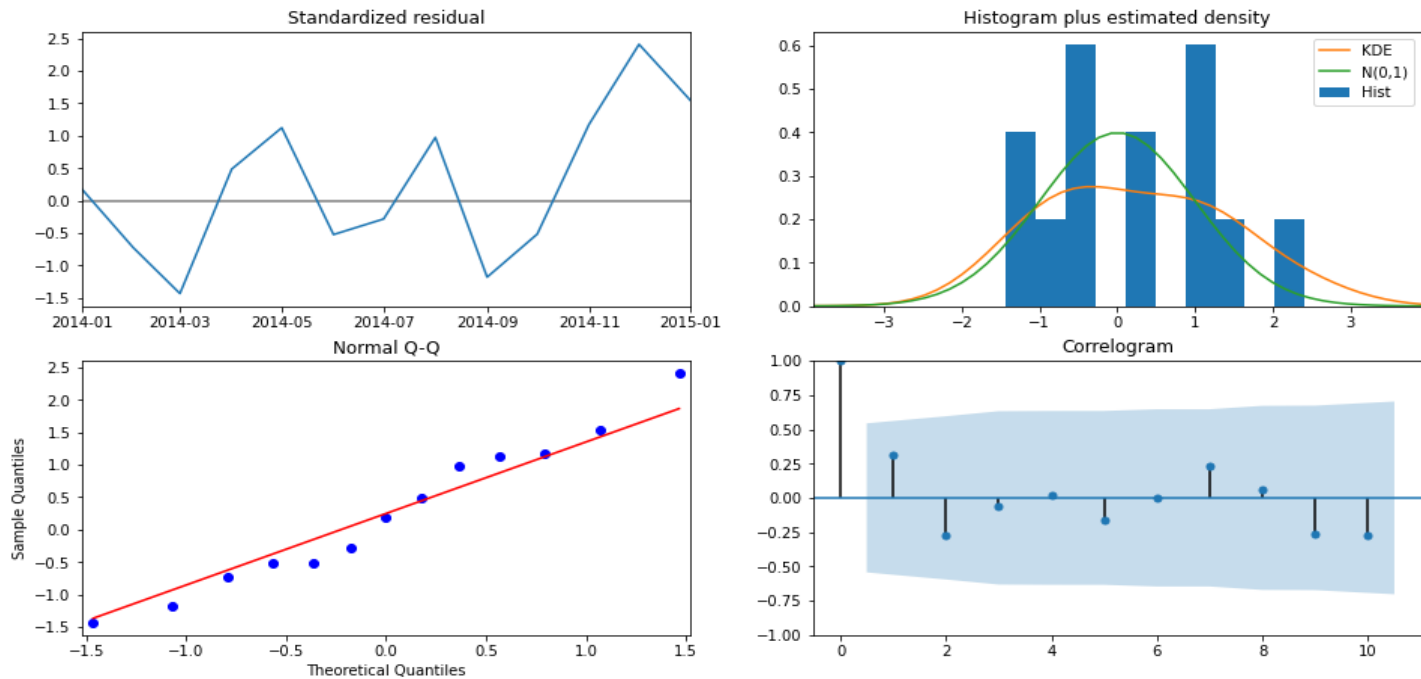 Standardized residual
2.5
2.0
1.5
1.0
0.5
0.0
−0.5
−1.0
−1.5
2014-01 2014-03 2014-05 2014-07 2014-09 2014-11 2015-01
Histogram plus estimated density
0.6
0.5
0.4
0.3
0.2
0.1
0.0
KDE
N(0,1)
Hist
−3 −2 −1 0 1 2 3
Normal Q-Q
Sample Quantiles
2.5
2.0
1.5
1.0
0.5
0.0
−0.5
−1.0
−1.5
−1.5 −1.0 −0.5 0.0 0.5 1.0 1.5
Theoretical Quantiles
Correlogram
1.00
0.75
0.50
0.25
0.00
−0.25
−0.50
−0.75
−1.00
0 2 4 6 8 10